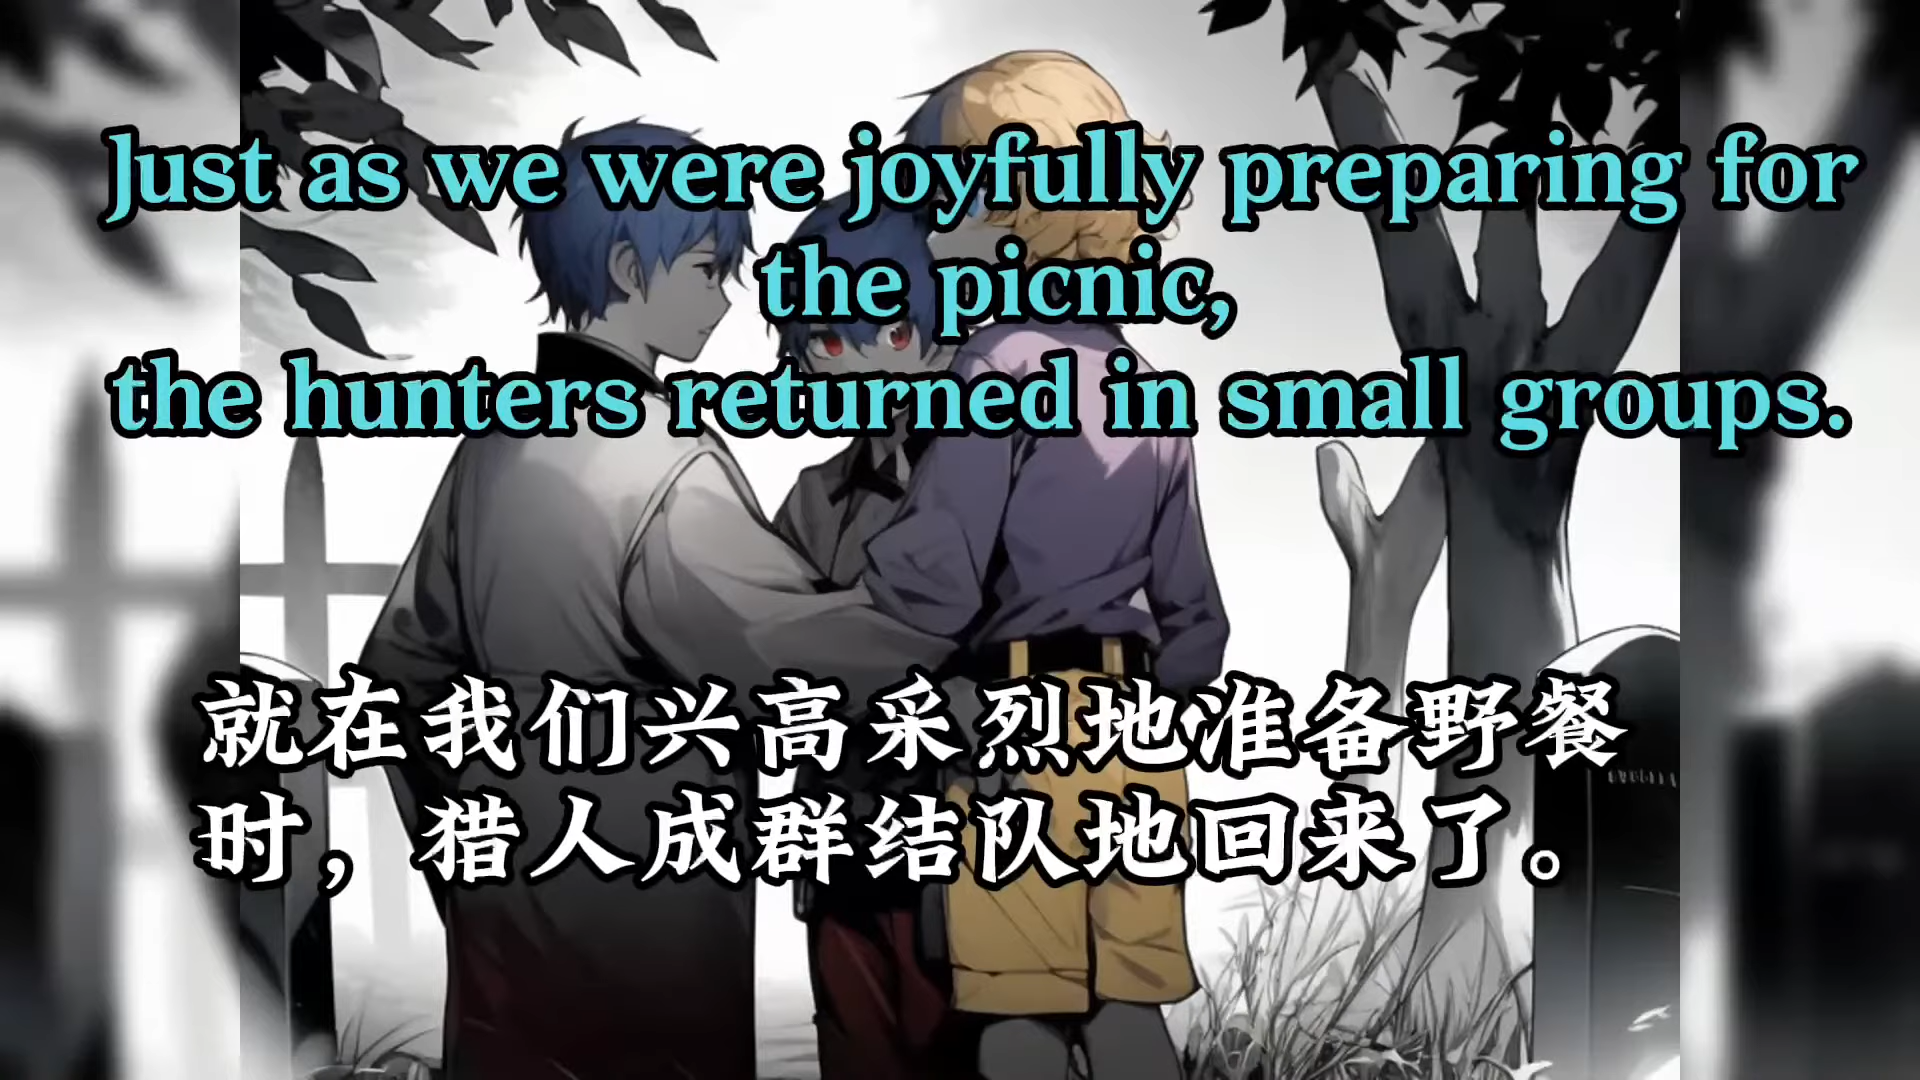 Just as we were joyfully preparing for
the picnic,
the hunters returned in small groups.
就在我们兴高采烈地准备野餐
时，猎人成群结队地回来了。